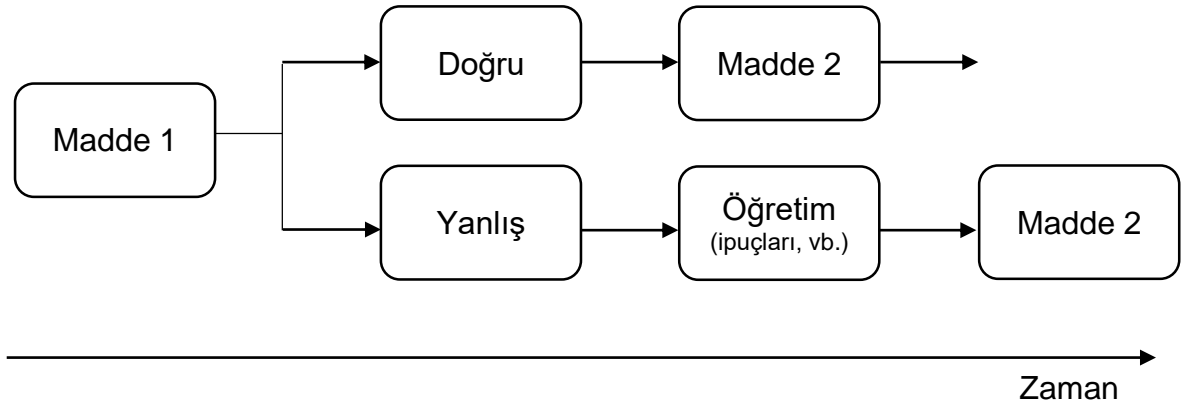 Madde 1
Doğru
Madde 2
Yanlış
Öğretim
(ipuçları, vb.)
Madde 2
Zaman